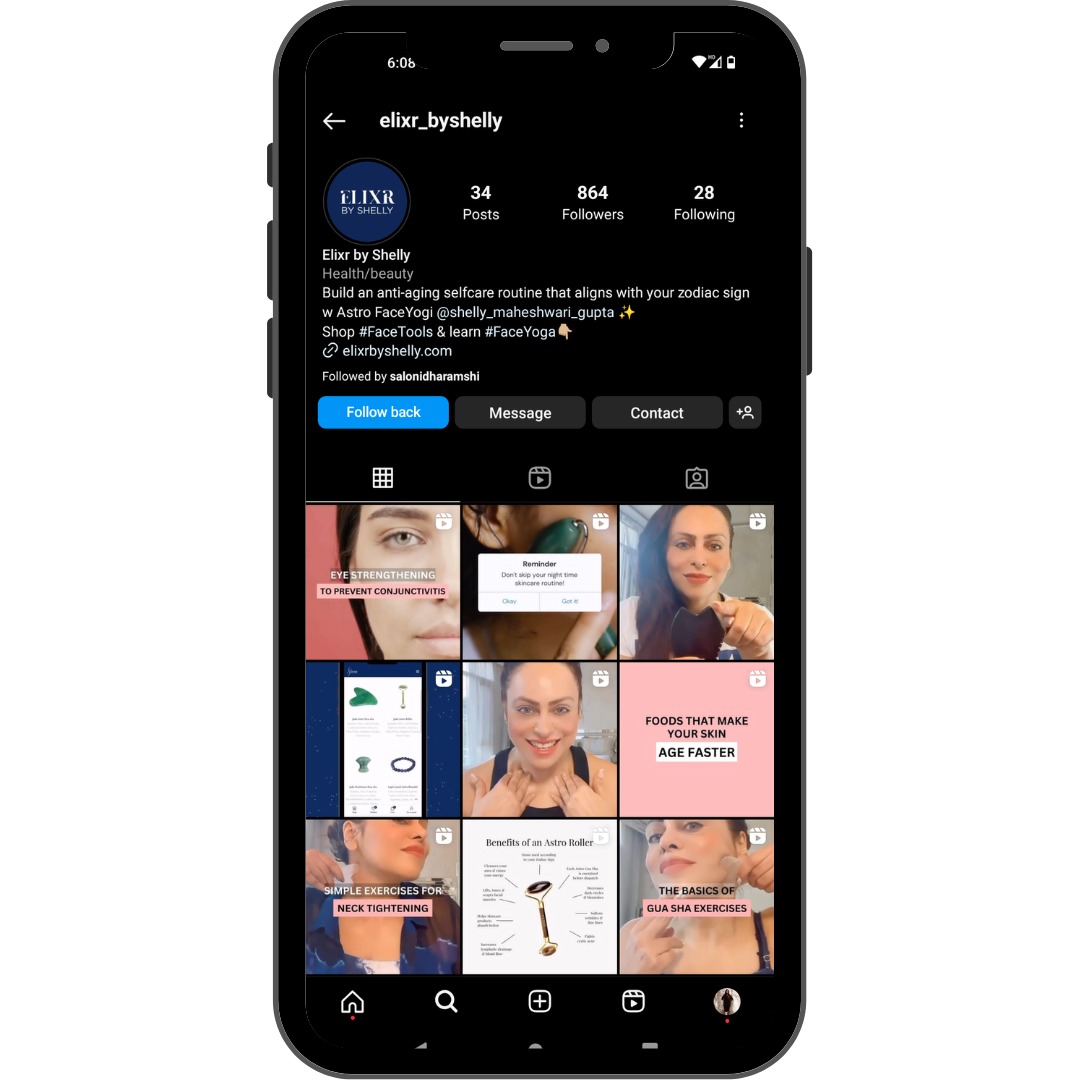 6:08
elixr_byshelly
ELIXR
BY SHELLY
34
864
28
Posts
Followers
Following
Elixr by Shelly
Health/beauty
Build an anti-aging selfcare routine that aligns with your zodiac sign
w Astro FaceYogi @shelly_maheshwari_gupta ✨
Shop #FaceTools & learn #FaceYoga👇🏼
elixrbyshelly.com
Followed by salonidharamshi
Follow back
Message
Contact
EYE STRENGTHENING
TO PREVENT CONJUNCTIVITIS
Reminder
Don't skip your night time
skincare routine!
Okay
Got it!
FOODS THAT MAKE
YOUR SKIN
AGE FASTER
SIMPLE EXERCISES FOR
NECK TIGHTENING
Benefits of an Astro Roller
THE BASICS OF
GUA SHA EXERCISES